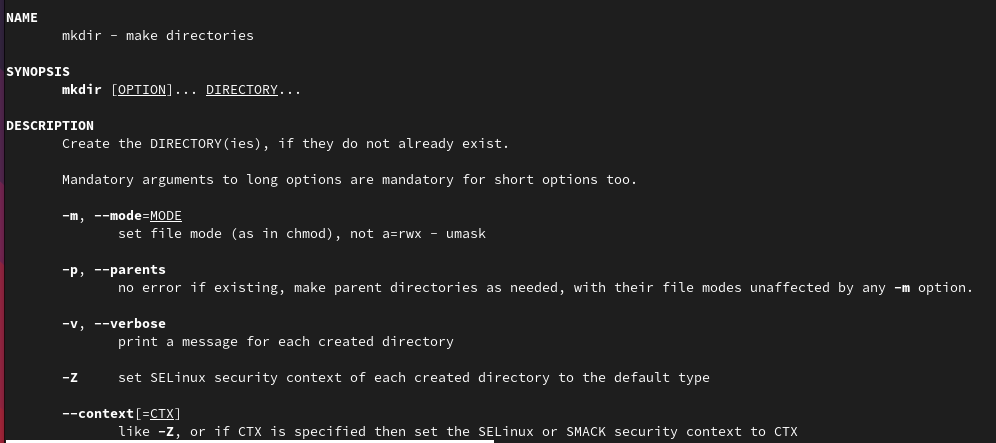 NAME
mkdir - make directories
SYNOPSIS
mkdir [OPTION]... DIRECTORY...
DESCRIPTION
Create the DIRECTORY(ies), if they do not already exist.
Mandatory arguments to long options are mandatory for short options too.
-m, --mode=MODE
set file mode (as in chmod), not a=rwx - umask
-p, --parents
no error if existing, make parent directories as needed, with their file modes unaffected by any -m option.
-v, --verbose
print a message for each created directory
-Z set SELinux security context of each created directory to the default type
--context[=CTX]
like -Z, or if CTX is specified then set the SELinux or SMACK security context to CTX